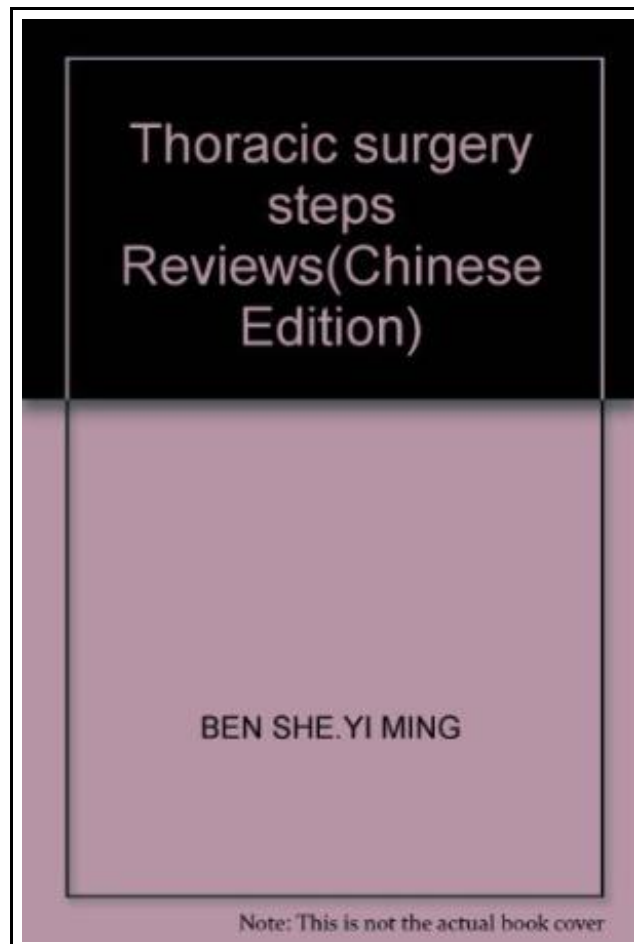 Thoracic surgery
steps
Reviews(Chinese
Edition)
BEN SHE.YI MING
Note: This is not the actual book cover